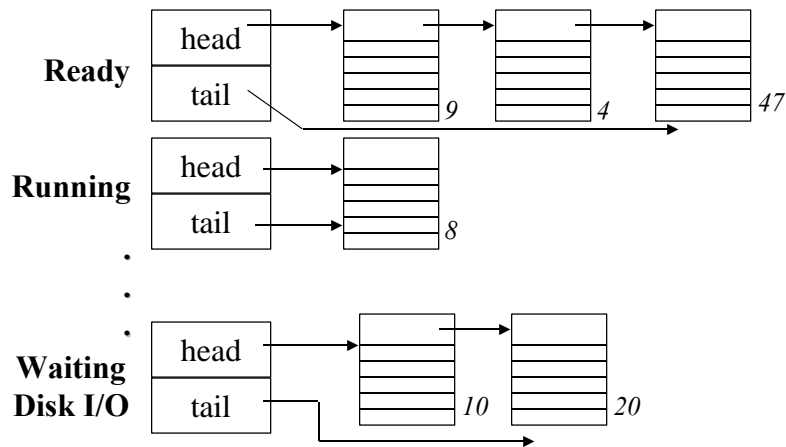 head
Ready
tail
9
4
47
head
Running
tail
8
.
.
.
head
Waiting
Disk I/O
tail
10
20